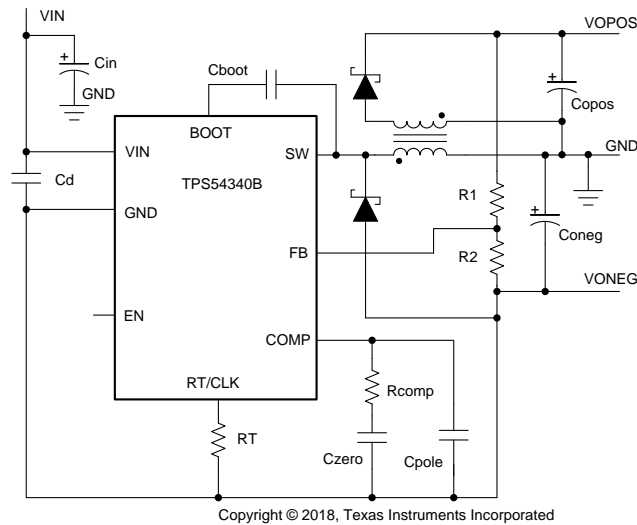 VIN
VOPOS
Cin
GND
Cboot
Copos
BOOT
VIN
SW
GND
Cd
TPS54340B
GND
R1
Coneg
FB
R2
VONEG
EN
COMP
RT/CLK
Rcomp
RT
Czero
Cpole
Copyright © 2018, Texas Instruments Incorporated